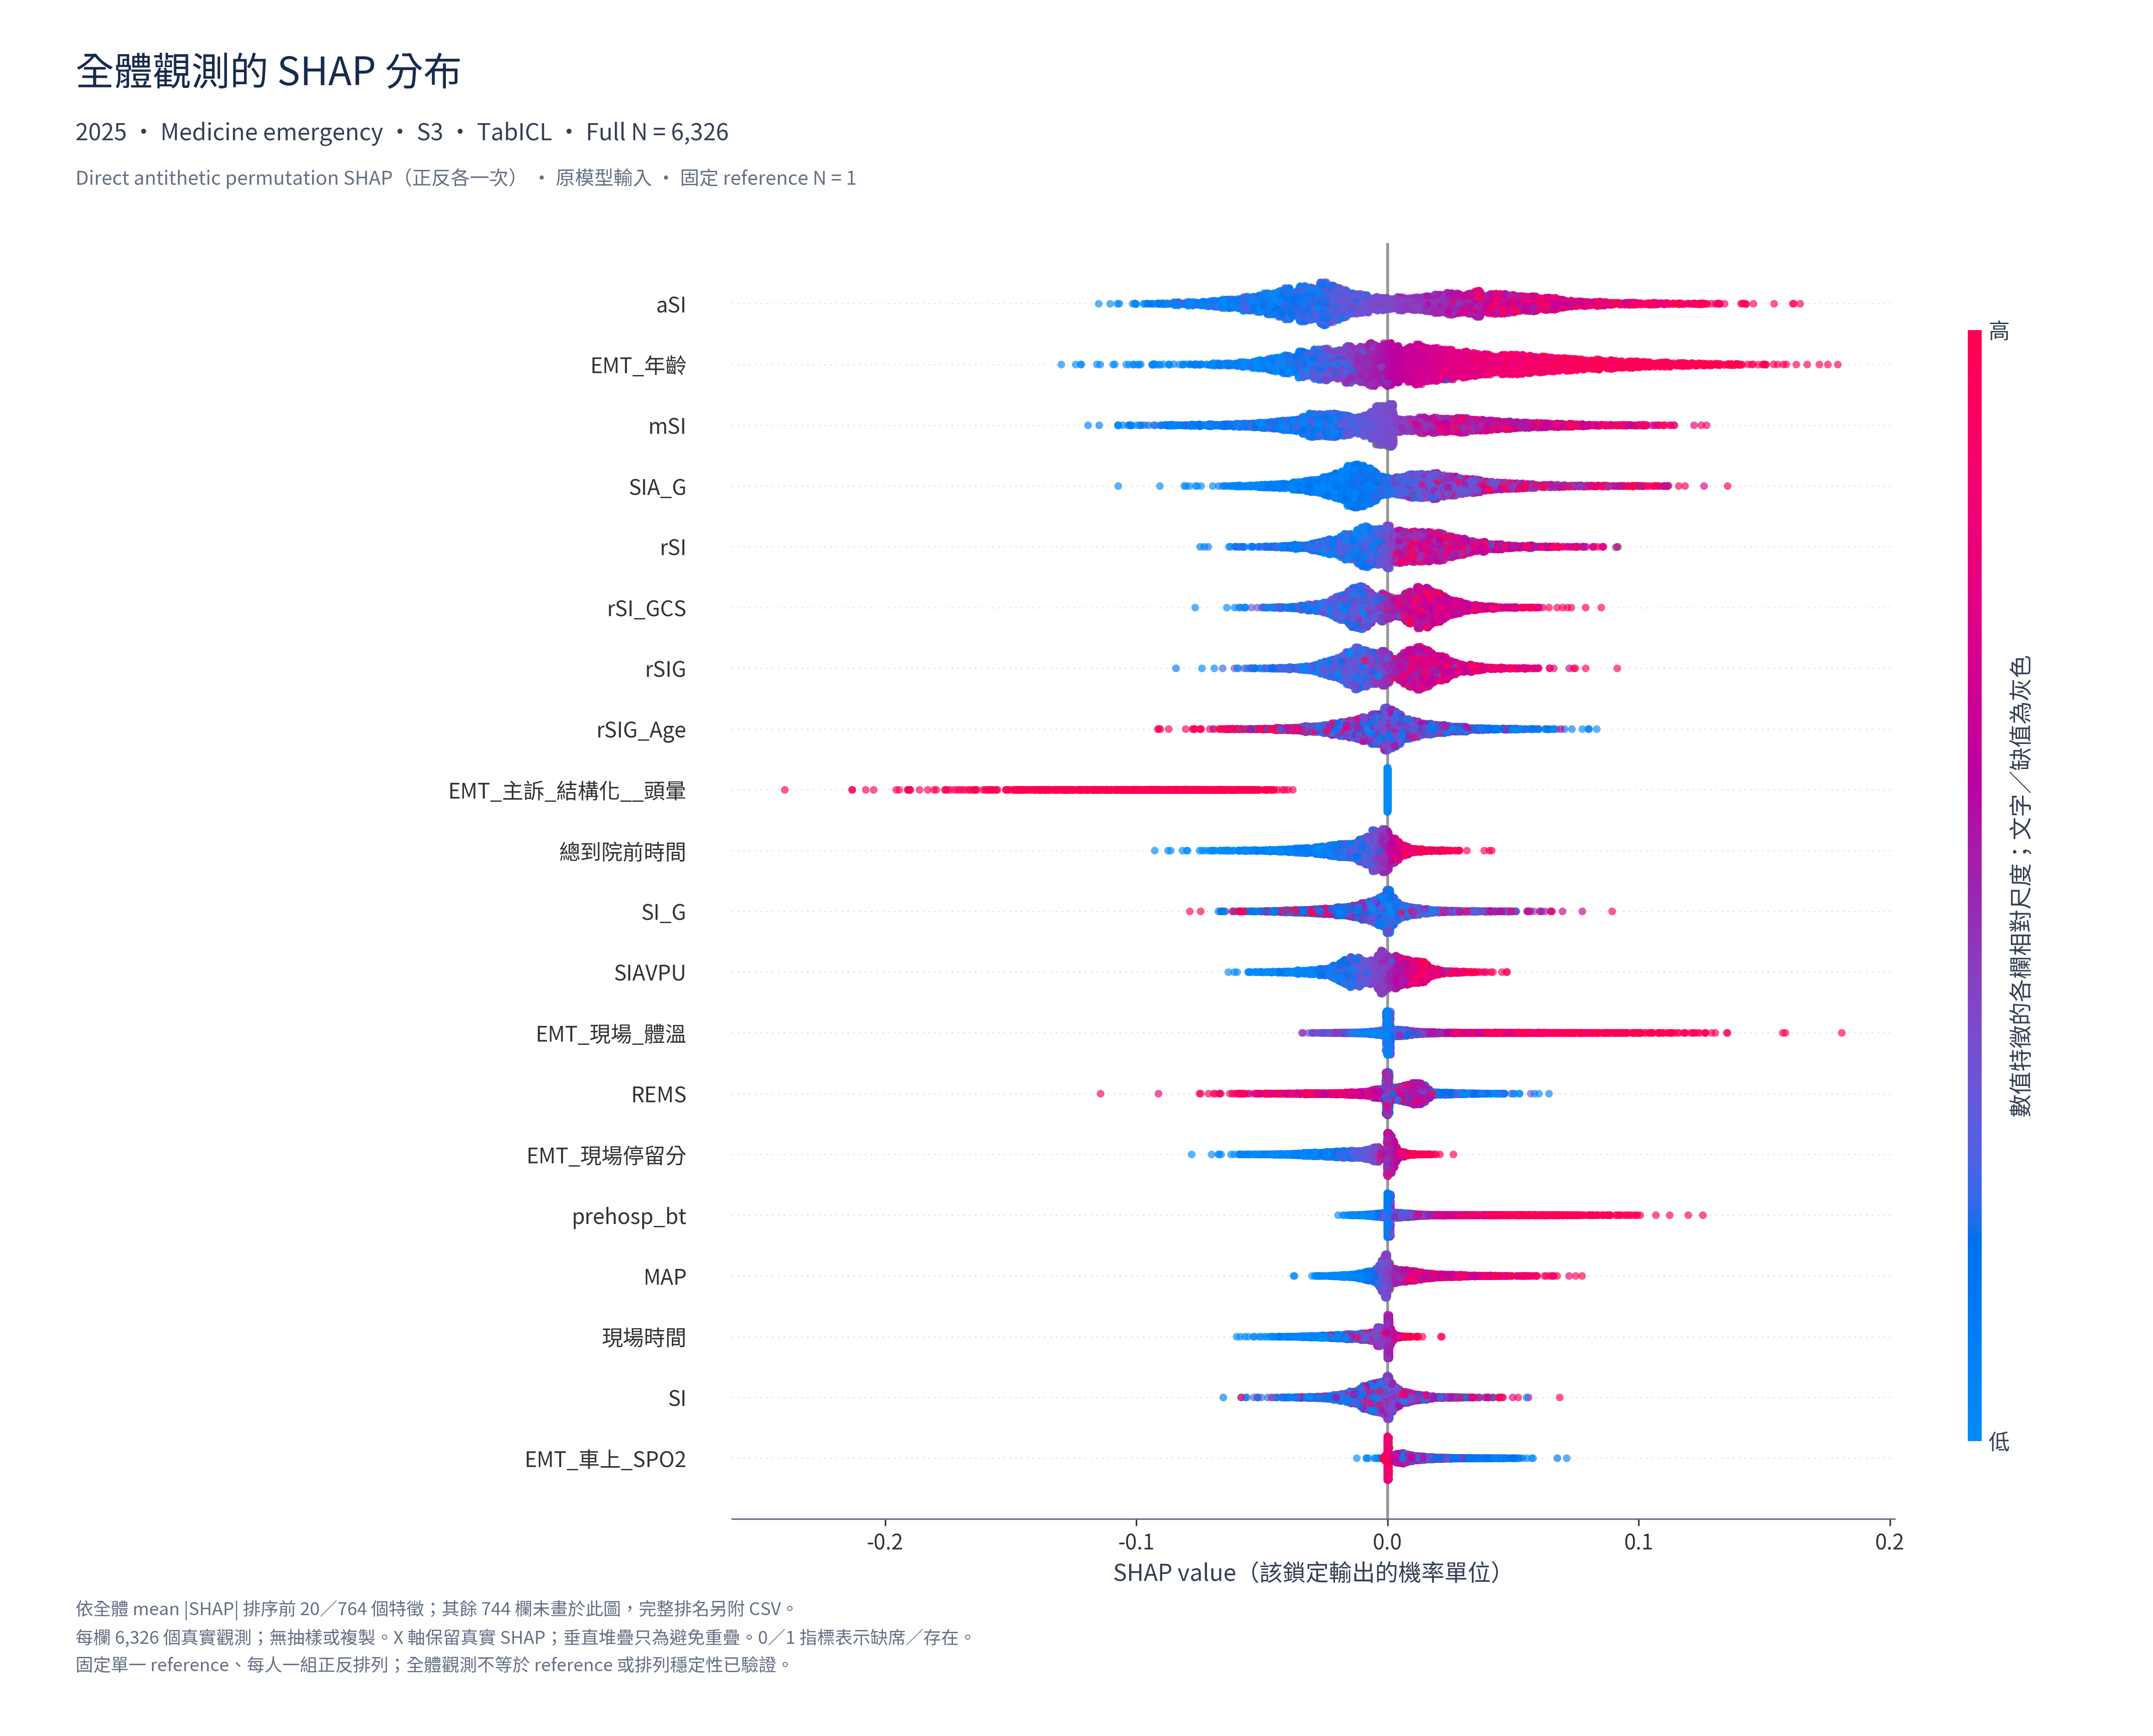 全體觀測的 SHAP 分布
2025 • Medicine emergency • S3 • TabICL • Full N = 6,326
Direct antithetic permutation SHAP（正反各一次） • 原模型輸入 • 固定 reference N = 1
aSI
EMT_年齡
mSI
SIA_G
rSI
rSI_GCS
rSIG
rSIG_Age
EMT_主訴_結構化__頭暈
總到院前時間
SI_G
SIAVPU
EMT_現場_體溫
REMS
EMT_現場停留分
prehosp_bt
MAP
現場時間
SI
EMT_車上_SPO2
-0.2
-0.1
0.0
0.1
0.2
SHAP value（該鎖定輸出的機率單位）
高
數值特徵的各欄相對尺度；文字／缺值為灰色
低
依全體 mean |SHAP| 排序前 20／764 個特徵；其餘 744 欄未畫於此圖，完整排名另附 CSV。
每欄 6,326 個真實觀測；無抽樣或複製。X 軸保留真實 SHAP；垂直堆疊只為避免重疊。0／1 指標表示缺席／存在。
固定單一 reference、每人一組正反排列；全體觀測不等於 reference 或排列穩定性已驗證。